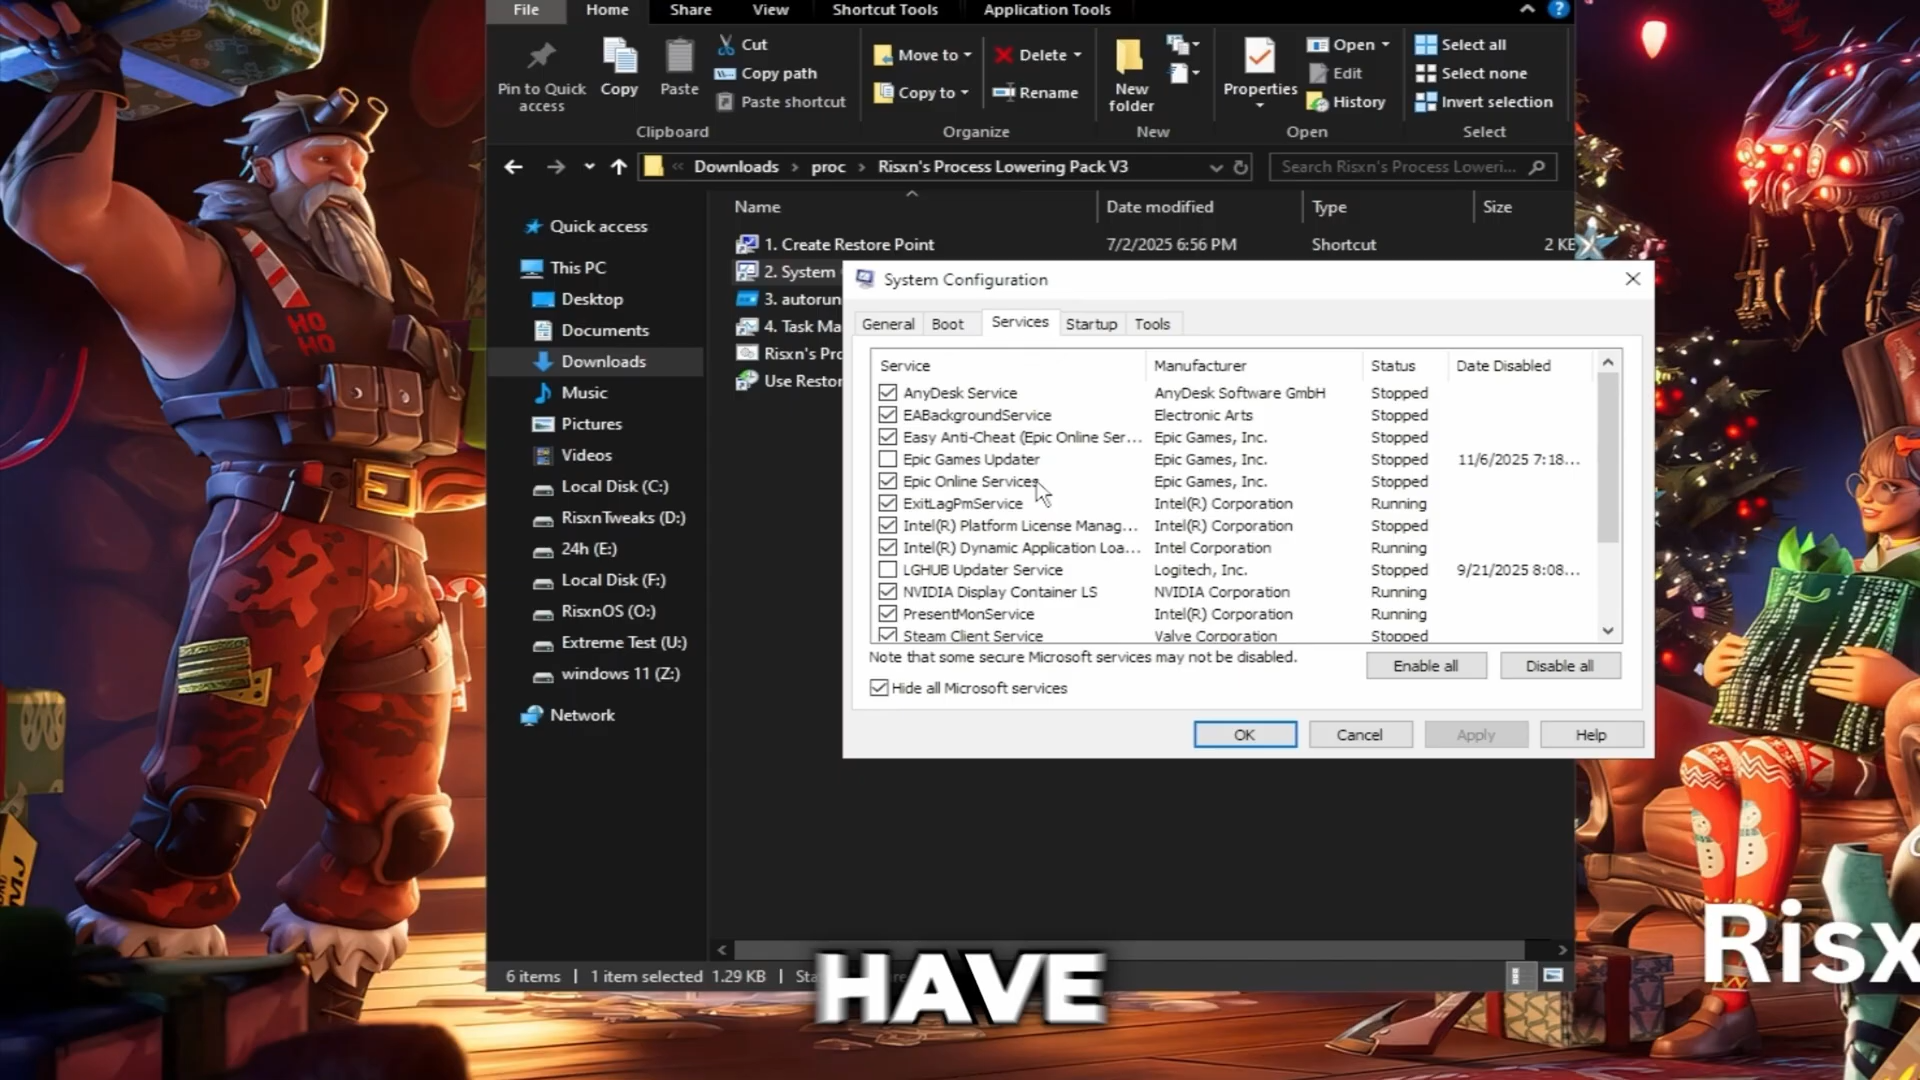 File Home Share View Shortcut Tools Application Tools
Pin to Quick access
Copy
Paste
Cut
Copy path
Paste shortcut
Clipboard
Move to
Copy to
Delete
Rename
Organize
New folder
New
Properties
Open
Edit
History
Open
Select all
Select none
Invert selection
Select
« Downloads > proc > Risxn's Process Lowering Pack V3
Search Risxn's Process Loweri...
Name Date modified Type Size
Quick access
This PC
Desktop
Documents
Downloads
Music
Pictures
Videos
Local Disk (C:)
RisxnTweaks (D:)
24h (E:)
Local Disk (F:)
RisxnOS (O:)
Extreme Test (U:)
windows 11 (Z:)
Network
1. Create Restore Point 7/2/2025 6:56 PM Shortcut 2 KB
2. System
3. autorun
4. Task Ma
Risxn's Pro
Use Restor
System Configuration
General Boot Services Startup Tools
Service Manufacturer Status Date Disabled
AnyDesk Service AnyDesk Software GmbH Stopped
EABackgroundService Electronic Arts Stopped
Easy Anti-Cheat (Epic Online Ser... Epic Games, Inc. Stopped
Epic Games Updater Epic Games, Inc. Stopped 11/6/2025 7:18...
Epic Online Services Epic Games, Inc. Stopped
ExitLagPmService Intel(R) Corporation Running
Intel(R) Platform License Manag... Intel(R) Corporation Stopped
Intel(R) Dynamic Application Loa... Intel Corporation Running
LGHUB Updater Service Logitech, Inc. Stopped 9/21/2025 8:08...
NVIDIA Display Container LS NVIDIA Corporation Running
PresentMonService Intel(R) Corporation Running
Steam Client Service Valve Corporation Stopped
Note that some secure Microsoft services may not be disabled.
Enable all Disable all
Hide all Microsoft services
OK Cancel Apply Help
6 items | 1 item selected 1.29 KB |
HAVE
HO
HO
Risx